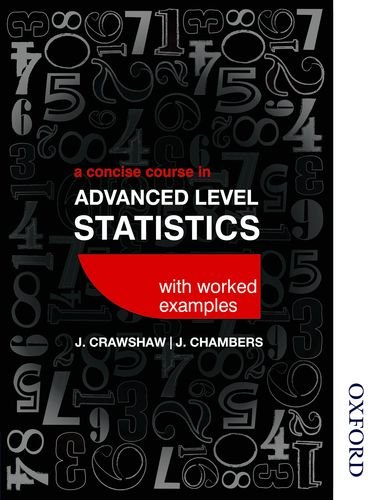 a concise course in
ADVANCED LEVEL
STATISTICS
with worked
examples
J. CRAWSHAW | J. CHAMBERS
OXFORD